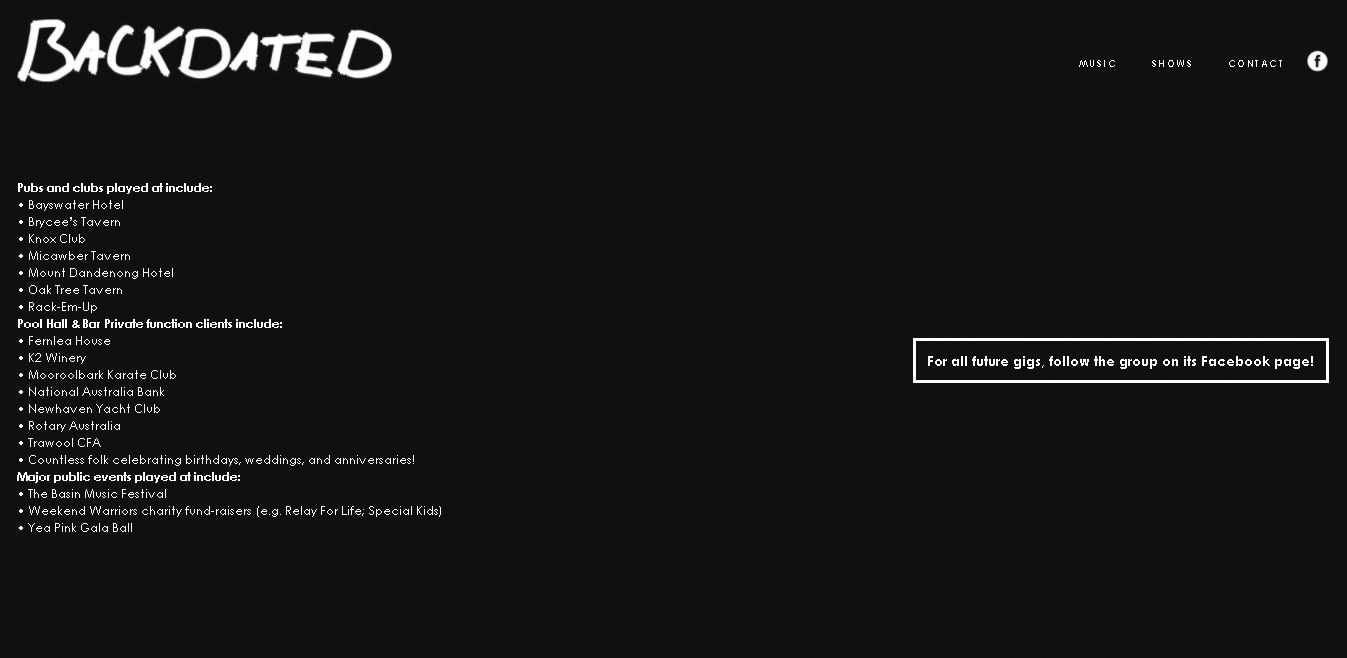 BACKDATED
MUSIC SHOWS CONTACT f
Pubs and clubs played at include:
• Bayswater Hotel
• Brycee's Tavern
• Knox Club
• Micawber Tavern
• Mount Dandenong Hotel
• Oak Tree Tavern
• Rack-Em-Up
Pool Hall & Bar Private function clients include:
• Fernlea House
• K2 Winery
• Mooroolbark Karate Club
• National Australia Bank
• Newhaven Yacht Club
• Rotary Australia
• Trawool CFA
• Countless folk celebrating birthdays, weddings, and anniversaries!
Major public events played at include:
• The Basin Music Festival
• Weekend Warriors charity fund-raisers (e.g. Relay For Life; Special Kids)
• Yea Pink Gala Ball
For all future gigs, follow the group on its Facebook page!